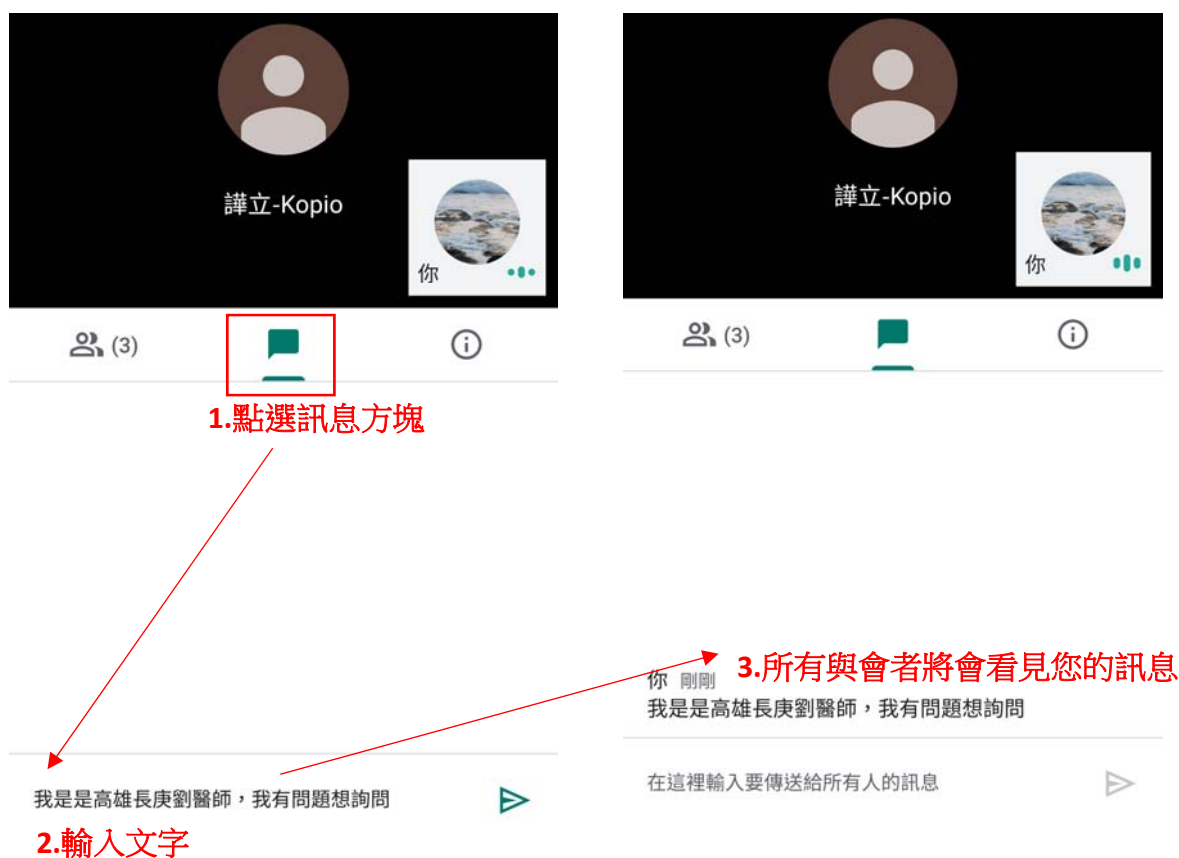 譁立-Kopio
你
(3)
1.點選訊息方塊
我是是高雄長庚劉醫師，我有問題想詢問
2.輸入文字
譁立-Kopio
你
(3)
3.所有與會者將會看見您的訊息
你 剛剛
我是是高雄長庚劉醫師，我有問題想詢問
在這裡輸入要傳送給所有人的訊息